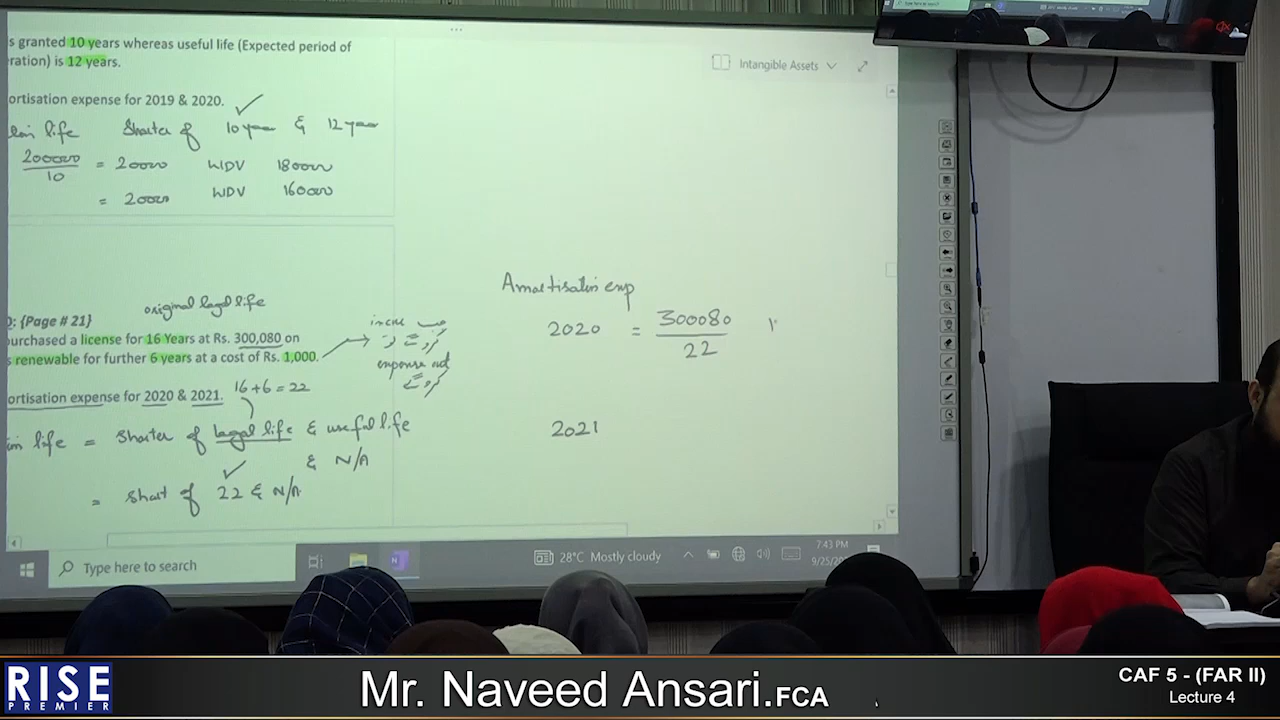 s granted 10 years whereas useful life (Expected period of
ration) is 12 years.
Intangible Assets
ortisation expense for 2019 & 2020.
life Shorter of 10 year & 12 year
200000 / 10 = 20000 WDV 180000
= 20000 WDV 160000
original legal life
Q: {Page # 21}
purchased a license for 16 Years at Rs. 300,080 on
s renewable for further 6 years at a cost of Rs. 1,000.
ortisation expense for 2020 & 2021. 16+6=22
life = Shorter of legal life & useful life
& N/A
= Short of 22 & N/A
Amortisation exp
2020 = 300080 / 22
2021
Type here to search
28°C Mostly cloudy
7:43 PM
RISE
PREMIER
Mr. Naveed Ansari.FCA
CAF 5 - (FAR II)
Lecture 4